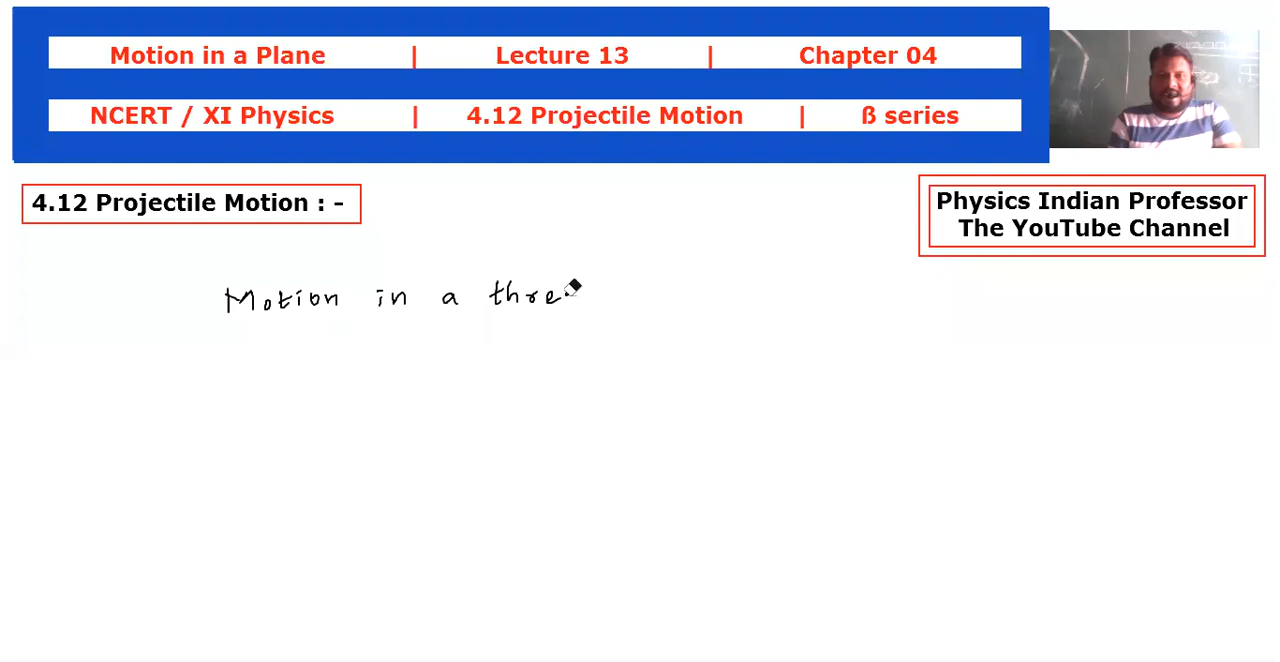 Motion in a Plane | Lecture 13 | Chapter 04
NCERT / XI Physics | 4.12 Projectile Motion | ß series
4.12 Projectile Motion : -
Physics Indian Professor
The YouTube Channel
Motion in a thre